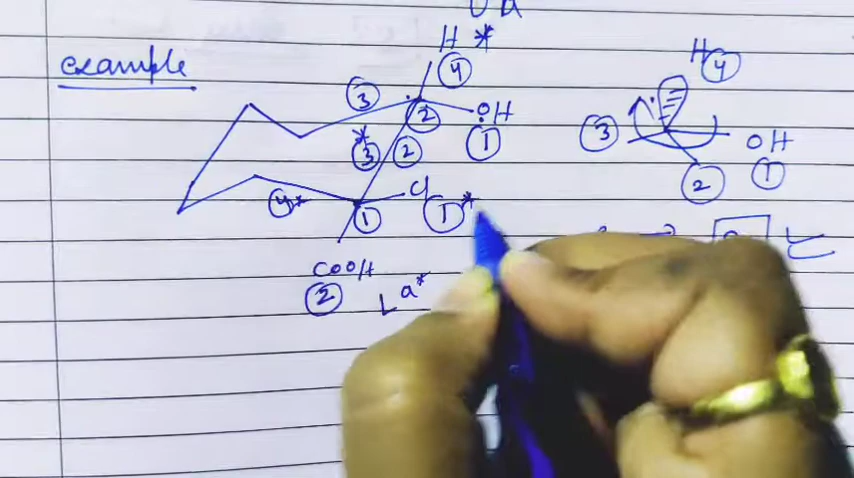 H *
example
④
H ④
③
② OH
①
③
OH
* ③ ②
②
①
④*
Cl ①*
①
COOH
② a*